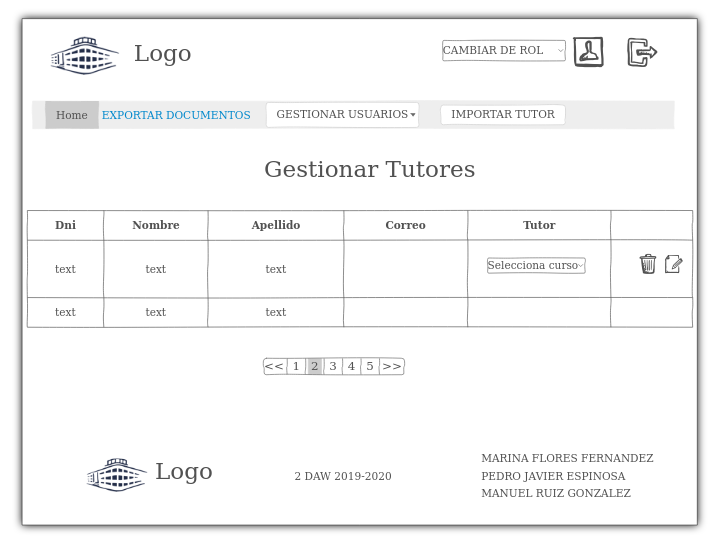 Logo
CAMBIAR DE ROL
Home EXPORTAR DOCUMENTOS GESTIONAR USUARIOS IMPORTAR TUTOR
Gestionar Tutores
Dni Nombre Apellido Correo Tutor
text text text Selecciona curso
text text text
<< 1 2 3 4 5 >>
Logo
2 DAW 2019-2020
MARINA FLORES FERNANDEZ
PEDRO JAVIER ESPINOSA
MANUEL RUIZ GONZALEZ